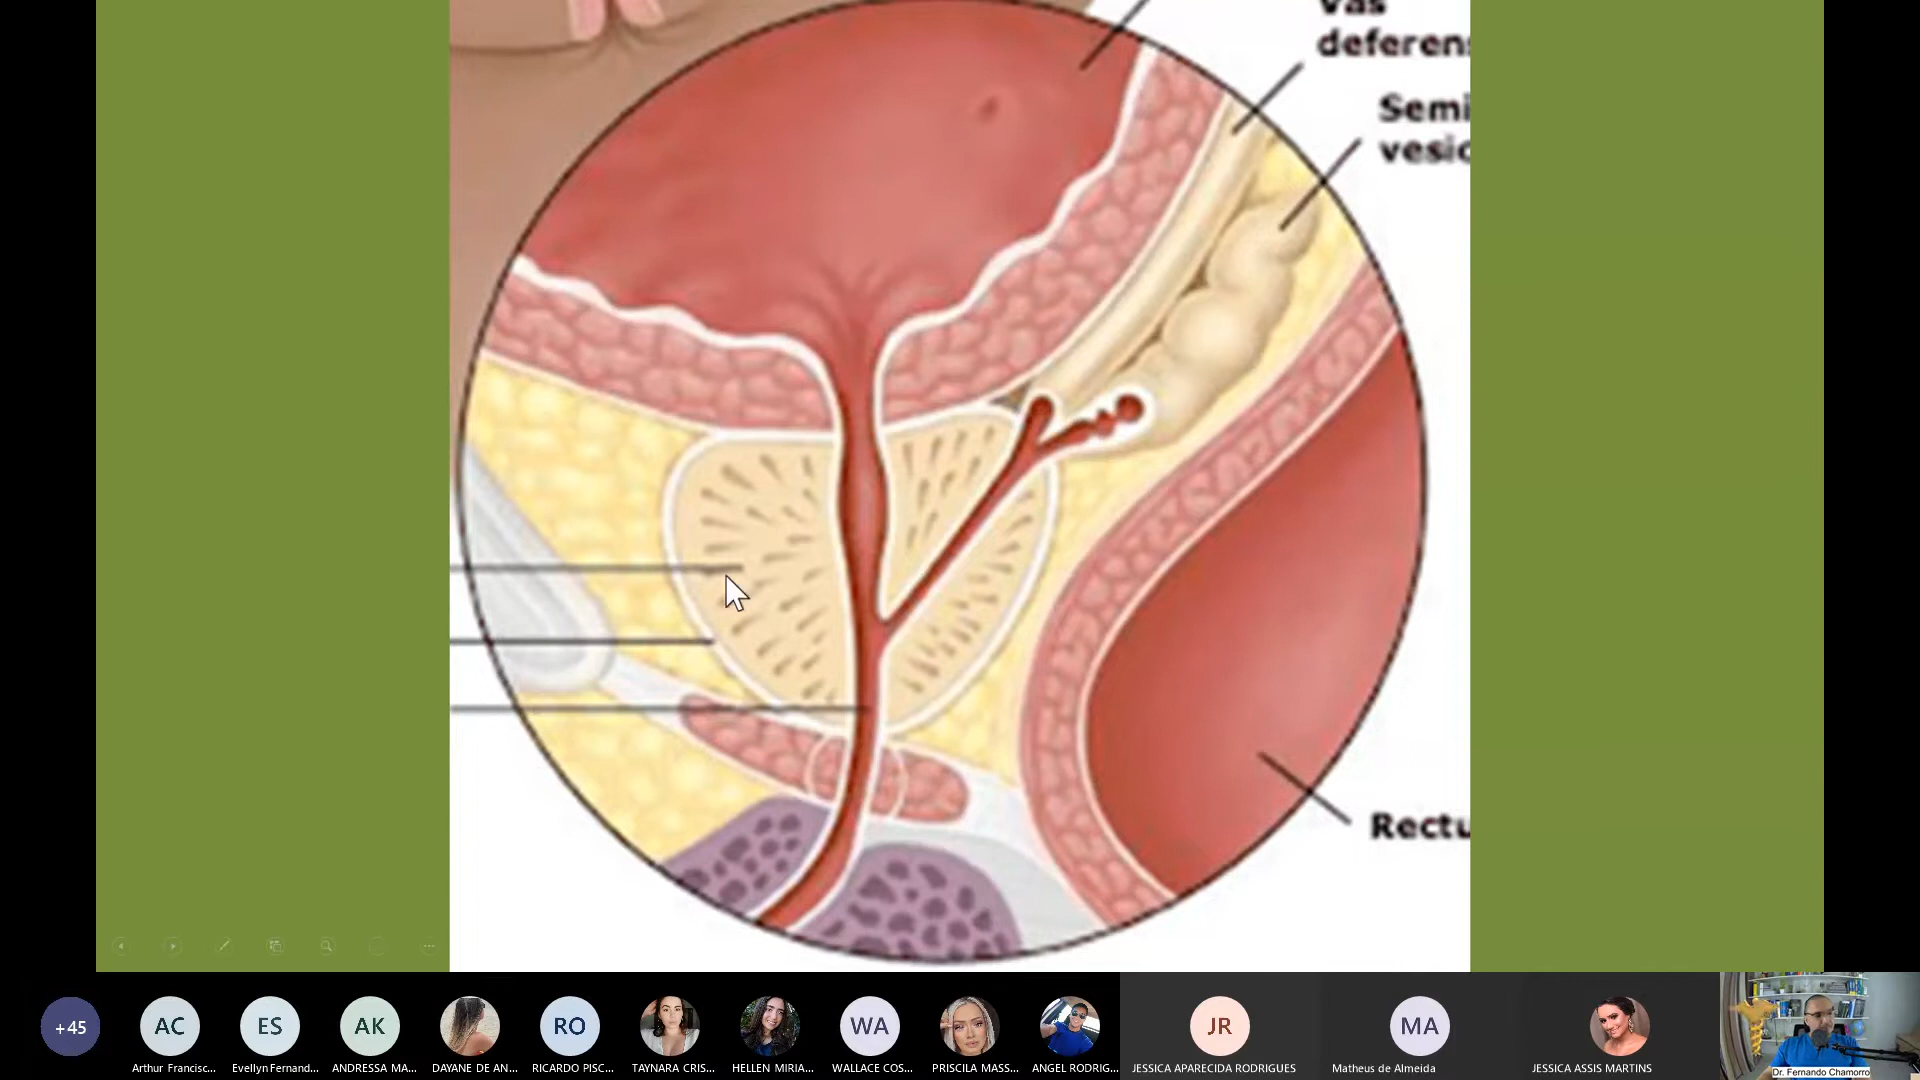 Vas
deferens
Semi
vesic
Rectu
+45
AC
ES
AK
RO
WA
JR
MA
Arthur Francisc...
Evellyn Fernand...
ANDRESSA MA...
DAYANE DE AN...
RICARDO PISC...
TAYNARA CRIS...
HELLEN MIRIA...
WALLACE COS...
PRISCILA MASS...
ANGEL RODRIG...
JESSICA APARECIDA RODRIGUES
Matheus de Almeida
JESSICA ASSIS MARTINS
Dr. Fernando Chamorro